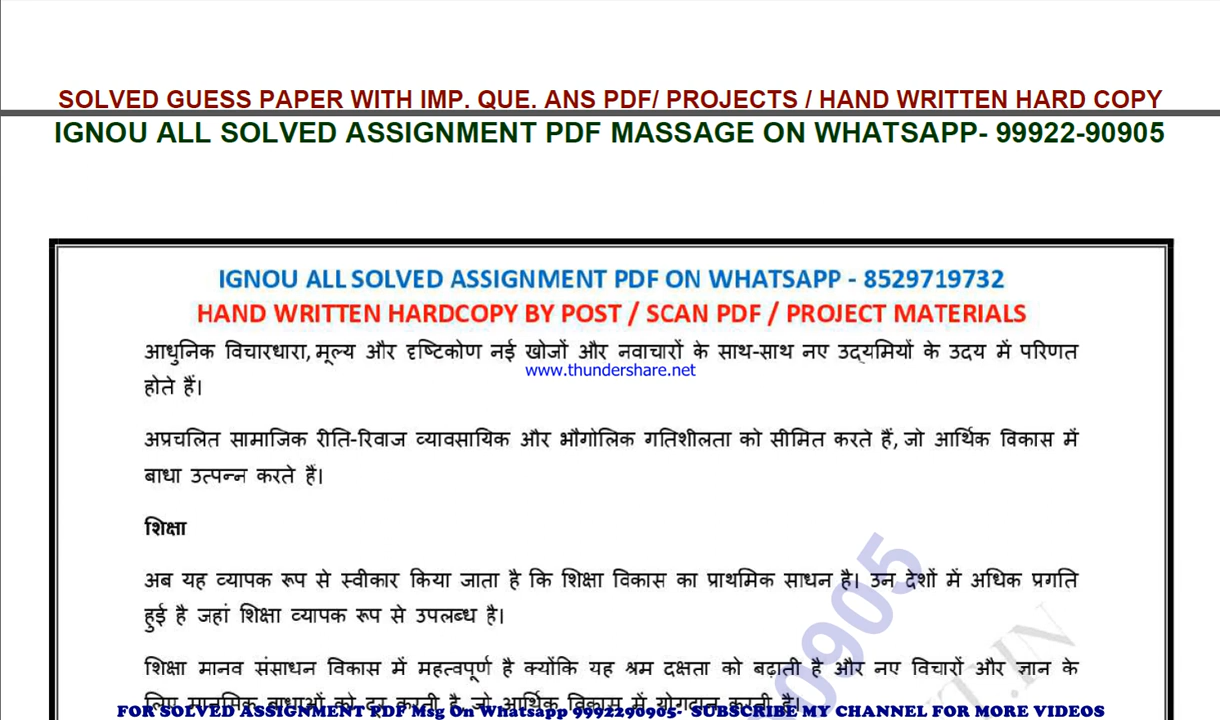 SOLVED GUESS PAPER WITH IMP. QUE. ANS PDF/ PROJECTS / HAND WRITTEN HARD COPY
IGNOU ALL SOLVED ASSIGNMENT PDF MASSAGE ON WHATSAPP- 99922-90905
IGNOU ALL SOLVED ASSIGNMENT PDF ON WHATSAPP - 8529719732
HAND WRITTEN HARDCOPY BY POST / SCAN PDF / PROJECT MATERIALS
आधुनिक विचारधारा, मूल्य और दृष्टिकोण नई खोजों और नवाचारों के साथ-साथ नए उद्यमियों के उदय में परिणत
www.thundershare.net
होते हैं।
अप्रचलित सामाजिक रीति-रिवाज व्यावसायिक और भौगोलिक गतिशीलता को सीमित करते हैं, जो आर्थिक विकास में
बाधा उत्पन्न करते हैं।
शिक्षा
अब यह व्यापक रूप से स्वीकार किया जाता है कि शिक्षा विकास का प्राथमिक साधन है। उन देशों में अधिक प्रगति
हुई है जहां शिक्षा व्यापक रूप से उपलब्ध है।
शिक्षा मानव संसाधन विकास में महत्वपूर्ण है क्योंकि यह श्रम दक्षता को बढ़ाती है और नए विचारों और ज्ञान के
लिए मानसिक बाधाओं को दूर करती है, जो आर्थिक विकास में योगदान करती है।
FOR SOLVED ASSIGNMENT PDF Msg On Whatsapp 9992290905- SUBSCRIBE MY CHANNEL FOR MORE VIDEOS